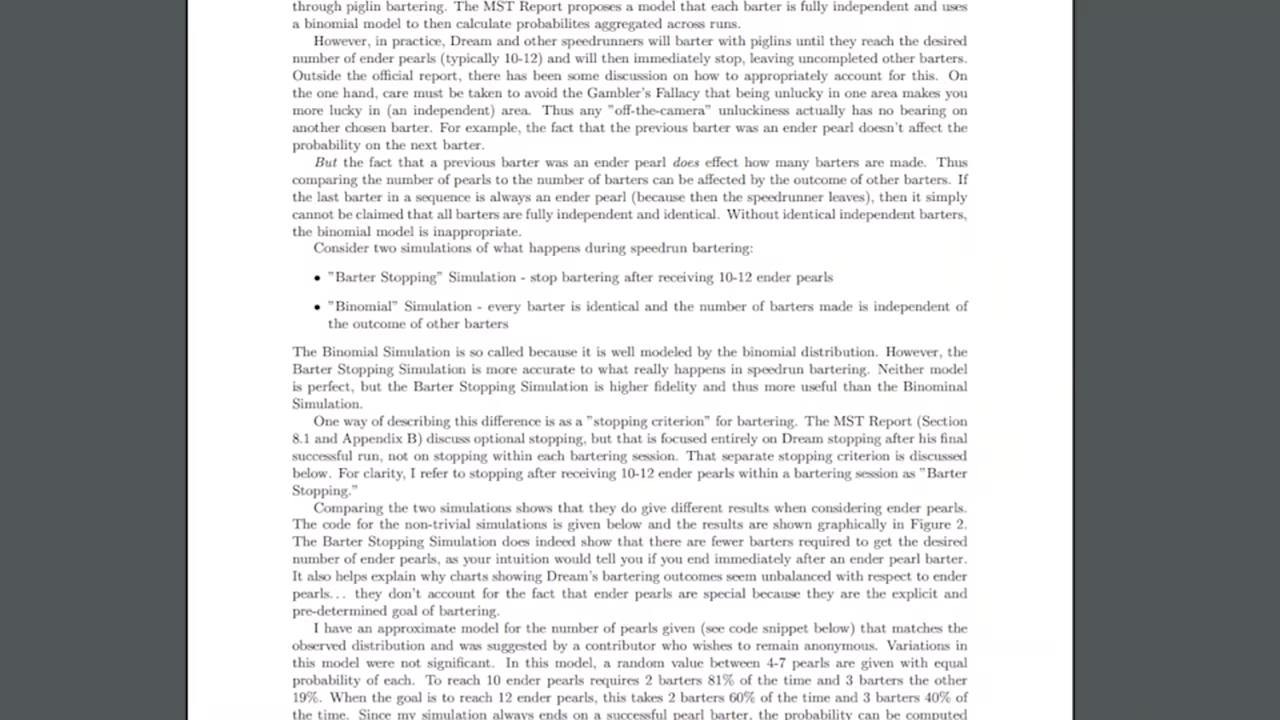 through piglin bartering. The MST Report proposes a model that each barter is fully independent and uses
a binomial model to then calculate probabilites aggregated across runs.
However, in practice, Dream and other speedrunners will barter with piglins until they reach the desired
number of ender pearls (typically 10-12) and will then immediately stop, leaving uncompleted other barters.
Outside the official report, there has been some discussion on how to appropriately account for this. On
the one hand, care must be taken to avoid the Gambler's Fallacy that being unlucky in one area makes you
more lucky in (an independent) area. Thus any "off-the-camera" unluckiness actually has no bearing on
another chosen barter. For example, the fact that the previous barter was an ender pearl doesn't affect the
probability on the next barter.
But the fact that a previous barter was an ender pearl does effect how many barters are made. Thus
comparing the number of pearls to the number of barters can be affected by the outcome of other barters. If
the last barter in a sequence is always an ender pearl (because then the speedrunner leaves), then it simply
cannot be claimed that all barters are fully independent and identical. Without identical independent barters,
the binomial model is inappropriate.
Consider two simulations of what happens during speedrun bartering:
• "Barter Stopping" Simulation - stop bartering after receiving 10-12 ender pearls
• "Binomial" Simulation - every barter is identical and the number of barters made is independent of
the outcome of other barters
The Binomial Simulation is so called because it is well modeled by the binomial distribution. However, the
Barter Stopping Simulation is more accurate to what really happens in speedrun bartering. Neither model
is perfect, but the Barter Stopping Simulation is higher fidelity and thus more useful than the Binominal
Simulation.
One way of describing this difference is as a "stopping criterion" for bartering. The MST Report (Section
8.1 and Appendix B) discuss optional stopping, but that is focused entirely on Dream stopping after his final
successful run, not on stopping within each bartering session. That separate stopping criterion is discussed
below. For clarity, I refer to stopping after receiving 10-12 ender pearls within a bartering session as "Barter
Stopping."
Comparing the two simulations shows that they do give different results when considering ender pearls.
The code for the non-trivial simulations is given below and the results are shown graphically in Figure 2.
The Barter Stopping Simulation does indeed show that there are fewer barters required to get the desired
number of ender pearls, as your intuition would tell you if you end immediately after an ender pearl barter.
It also helps explain why charts showing Dream's bartering outcomes seem unbalanced with respect to ender
pearls... they don't account for the fact that ender pearls are special because they are the explicit and
pre-determined goal of bartering.
I have an approximate model for the number of pearls given (see code snippet below) that matches the
observed distribution and was suggested by a contributor who wishes to remain anonymous. Variations in
this model were not significant. In this model, a random value between 4-7 pearls are given with equal
probability of each. To reach 10 ender pearls requires 2 barters 81% of the time and 3 barters the other
19%. When the goal is to reach 12 ender pearls, this takes 2 barters 60% of the time and 3 barters 40% of
the time. Since my simulation always ends on a successful pearl barter, the probability can be computed